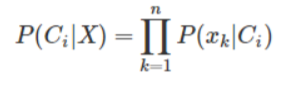 P(C_i|X) = \prod_{k=1}^{n} P(x_k|C_i)